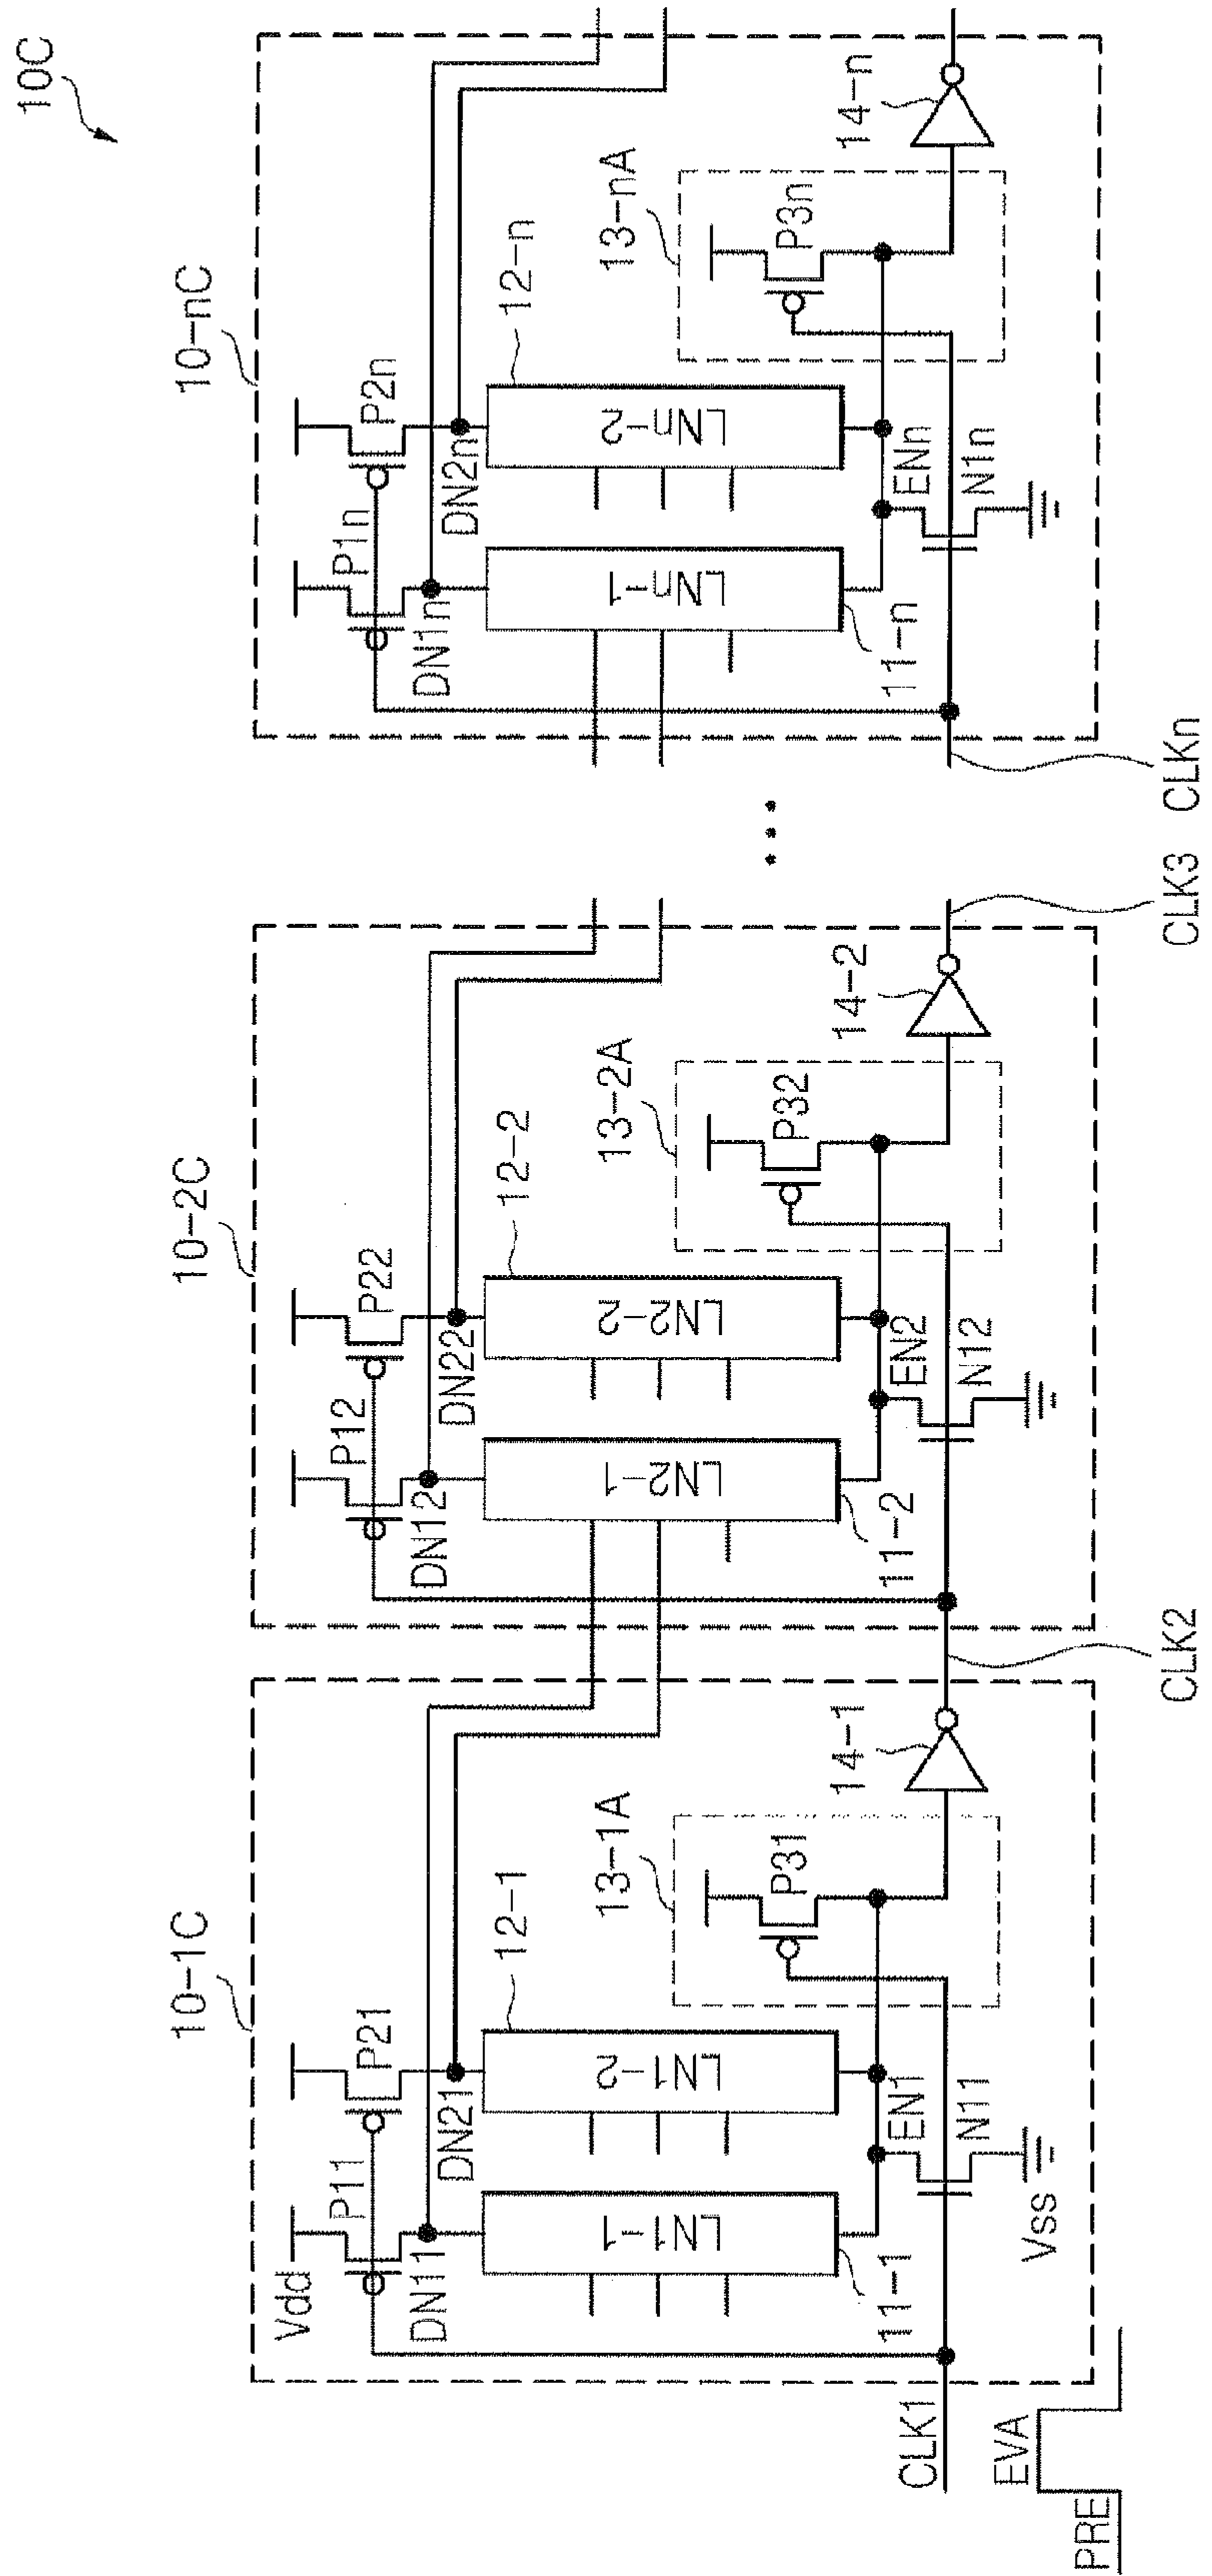 10C
10-nC
P1n
P2n
DN1n
DN2n
12-n
13-nA
P3n
14-n
LNn-1
LNn-2
ENn
N1n
11-n
CLKn
...
10-2C
P12
P22
DN12
DN22
12-2
13-2A
P32
14-2
LN2-1
LN2-2
EN2
N12
11-2
CLK3
CLK2
10-1C
Vdd
P11
P21
DN11
DN21
12-1
13-1A
P31
14-1
LN1-1
LN1-2
EN1
N11
11-1
Vss
CLK1
EVA
PRE